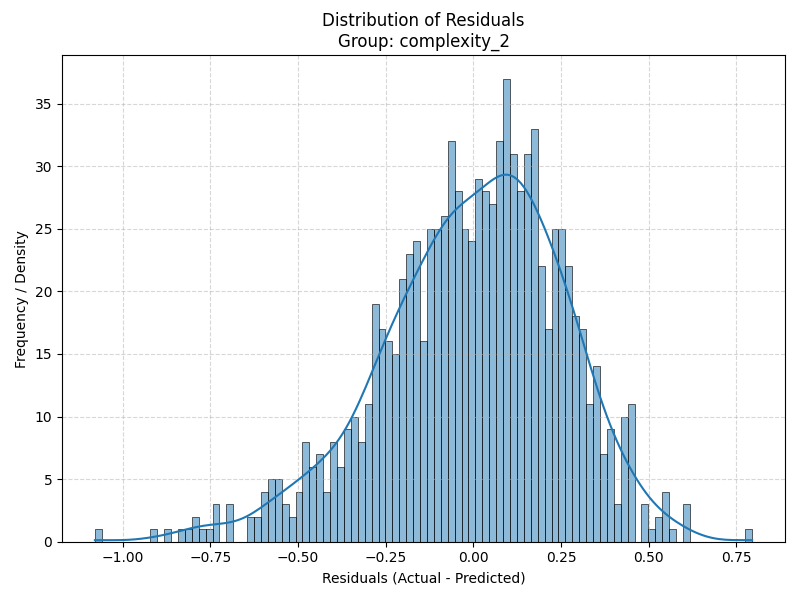 Distribution of Residuals
Group: complexity_2
Frequency / Density
35
30
25
20
15
10
5
0
−1.00 −0.75 −0.50 −0.25 0.00 0.25 0.50 0.75
Residuals (Actual - Predicted)